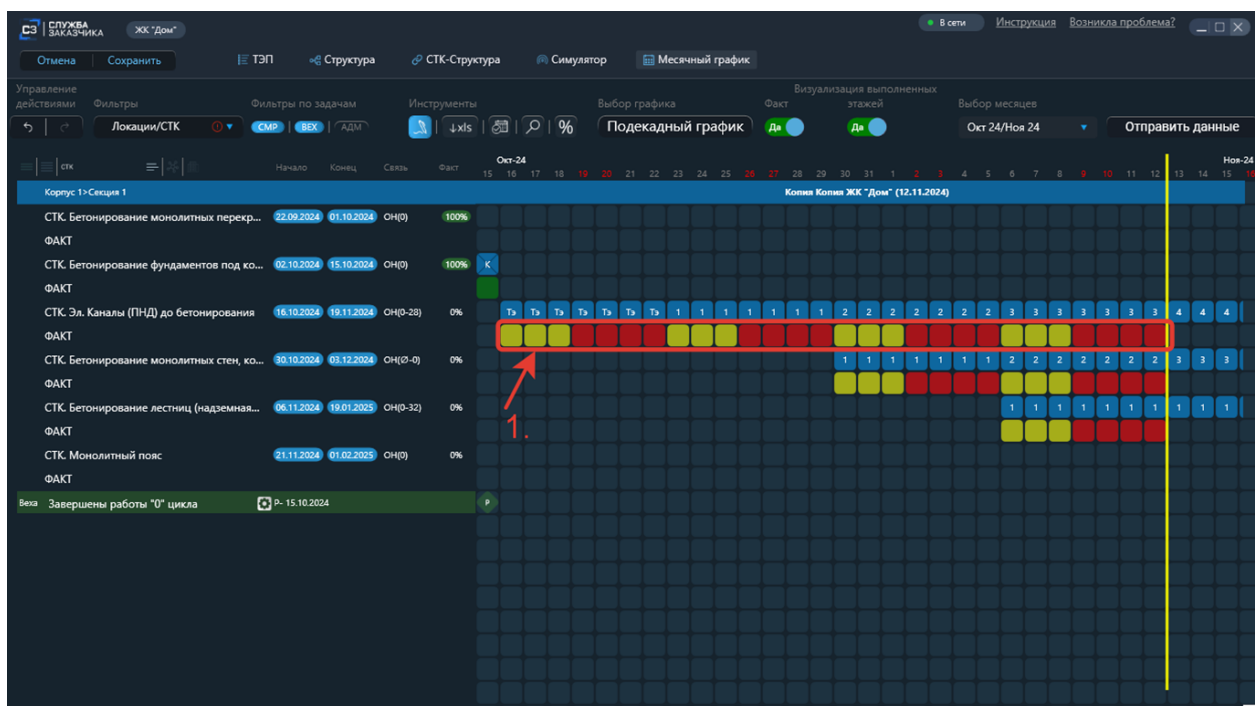 СЗ СЛУЖБА ЗАКАЗЧИКА ЖК "Дом" В сети Инструкция Возникла проблема?
Отмена Сохранить ТЭП Структура СТК-Структура Симулятор Месячный график
Управление действиями Фильтры Фильтры по задачам Инструменты Выбор графика Визуализация выполненных этажей Факт Выбор месяцев
Локации/СТК СМР ВЕХ АДМ xls % Подекадный график Да Да Окт 24/Ноя 24 Отправить данные
Окт-24 Ноя-24
стк Начало Конец Связь Факт 15 16 17 18 19 20 21 22 23 24 25 26 27 28 29 30 31 1 2 3 4 5 6 7 8 9 10 11 12 13 14 15 16
Корпус 1>Секция 1 Копия Копия ЖК "Дом" (12.11.2024)
СТК. Бетонирование монолитных перекр... 22.09.2024 01.10.2024 ОН(0) 100%
ФАКТ
СТК. Бетонирование фундаментов под ко... 02.10.2024 15.10.2024 ОН(0) 100% К
ФАКТ
СТК. Эл. Каналы (ПНД) до бетонирования 16.10.2024 19.11.2024 ОН(0-28) 0% Тэ Тэ Тэ Тэ Тэ Тэ Тэ 1 1 1 1 1 1 1 2 2 2 2 2 2 2 3 3 3 3 3 3 3 4 4 4
ФАКТ
СТК. Бетонирование монолитных стен, ко... 30.10.2024 03.12.2024 ОН(Ø-0) 0% 1 1 1 1 1 1 1 2 2 2 2 2 2 2 3 3 3
ФАКТ
СТК. Бетонирование лестниц (надземная... 06.11.2024 19.01.2025 ОН(0-32) 0% 1 1 1 1 1 1 1 1 1 1
ФАКТ
1.
СТК. Монолитный пояс 21.11.2024 01.02.2025 ОН(0) 0%
ФАКТ
Веха Завершены работы "0" цикла Р- 15.10.2024 Р